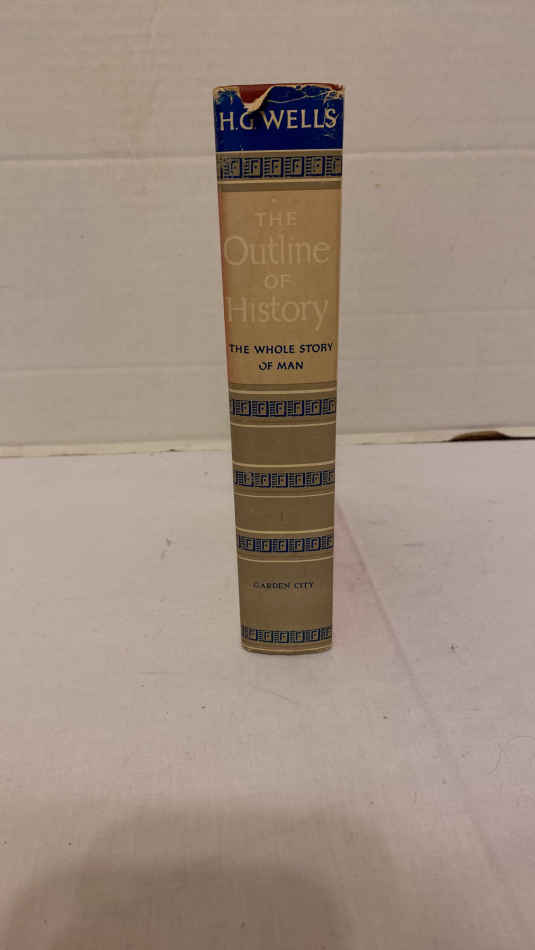 H.G. WELLS
THE
Outline
OF
History
THE WHOLE STORY
OF MAN
GARDEN CITY